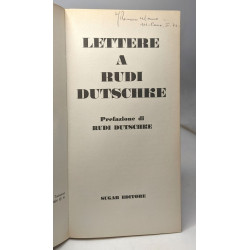 LETTERE
A
RUDI
DUTSCHKE
Prefazione di
RUDI DUTSCHKE
SUGAR EDITORE